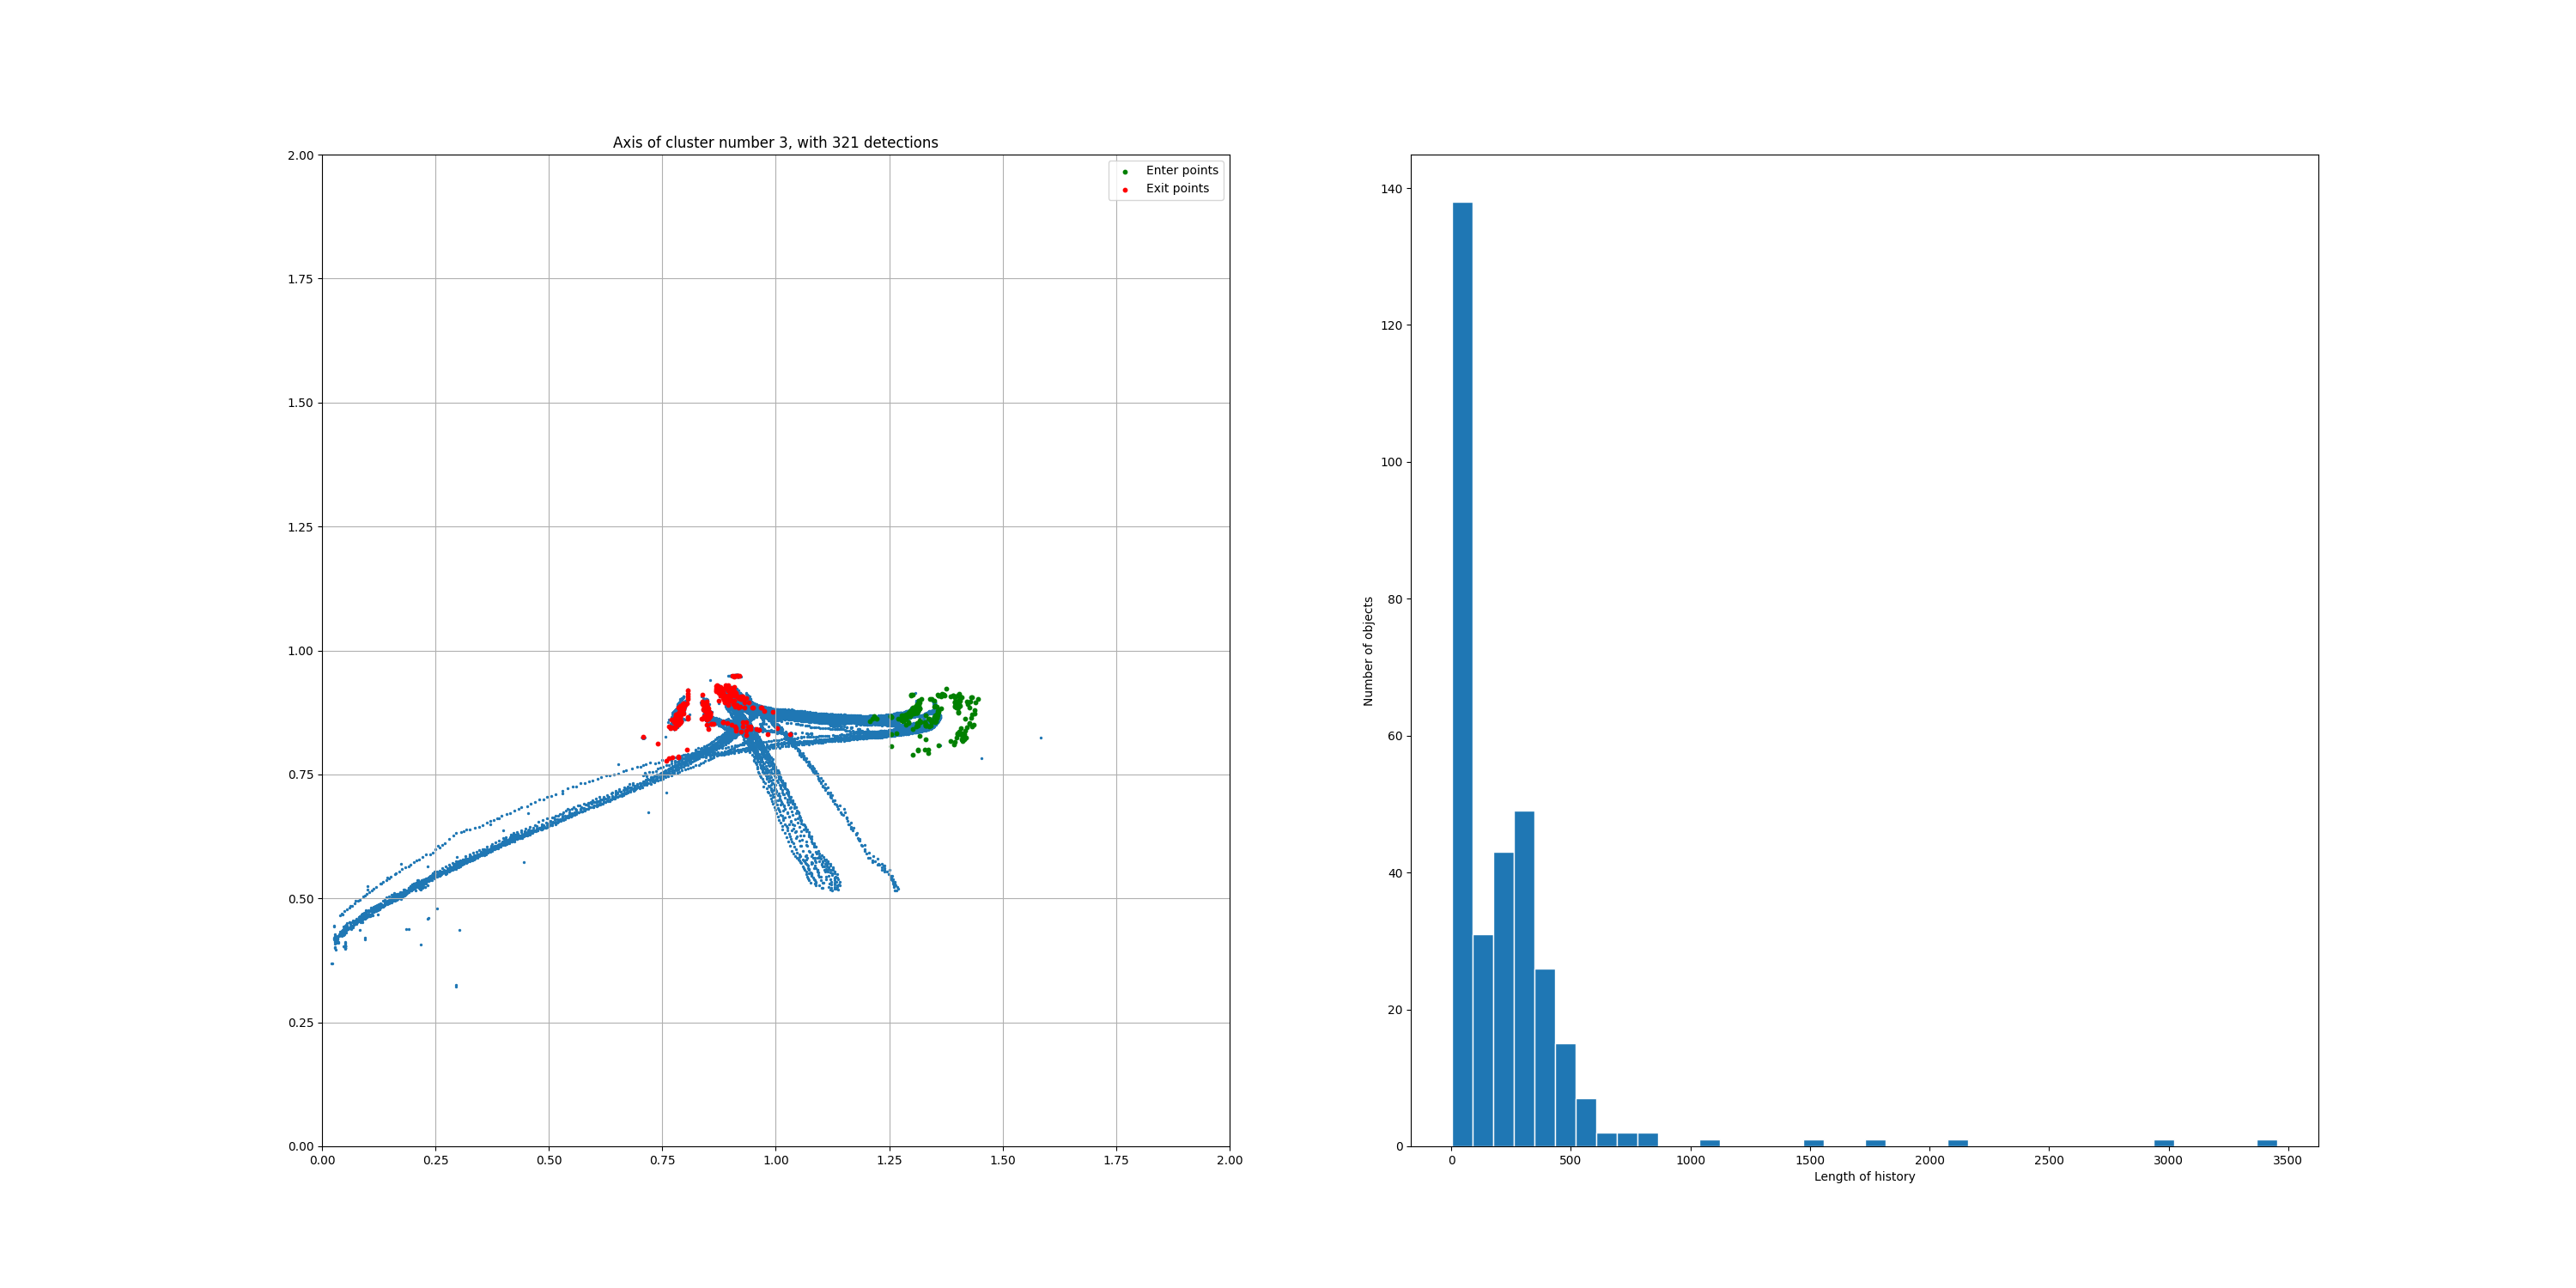 Axis of cluster number 3, with 321 detections
Enter points
Exit points
2.00
1.75
1.50
1.25
1.00
0.75
0.50
0.25
0.00
0.00 0.25 0.50 0.75 1.00 1.25 1.50 1.75 2.00
Number of objects
140
120
100
80
60
40
20
0
0 500 1000 1500 2000 2500 3000 3500
Length of history